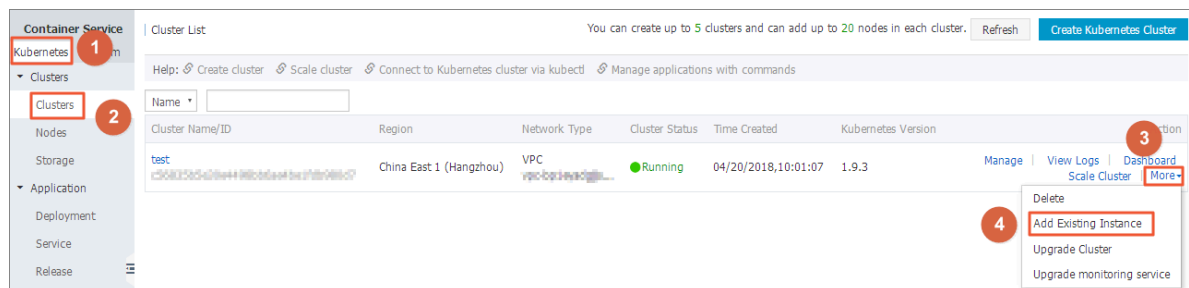 Container Service
Kubernetes
1
Clusters
Clusters
2
Nodes
Storage
Application
Deployment
Service
Release
Cluster List
You can create up to 5 clusters and can add up to 20 nodes in each cluster.
Refresh
Create Kubernetes Cluster
Help: Create cluster Scale cluster Connect to Kubernetes cluster via kubectl Manage applications with commands
Name
Cluster Name/ID Region Network Type Cluster Status Time Created Kubernetes Version
3
test China East 1 (Hangzhou) VPC Running 04/20/2018,10:01:07 1.9.3
Manage | View Logs | Dashboard
Scale Cluster | More
Delete
4
Add Existing Instance
Upgrade Cluster
Upgrade monitoring service